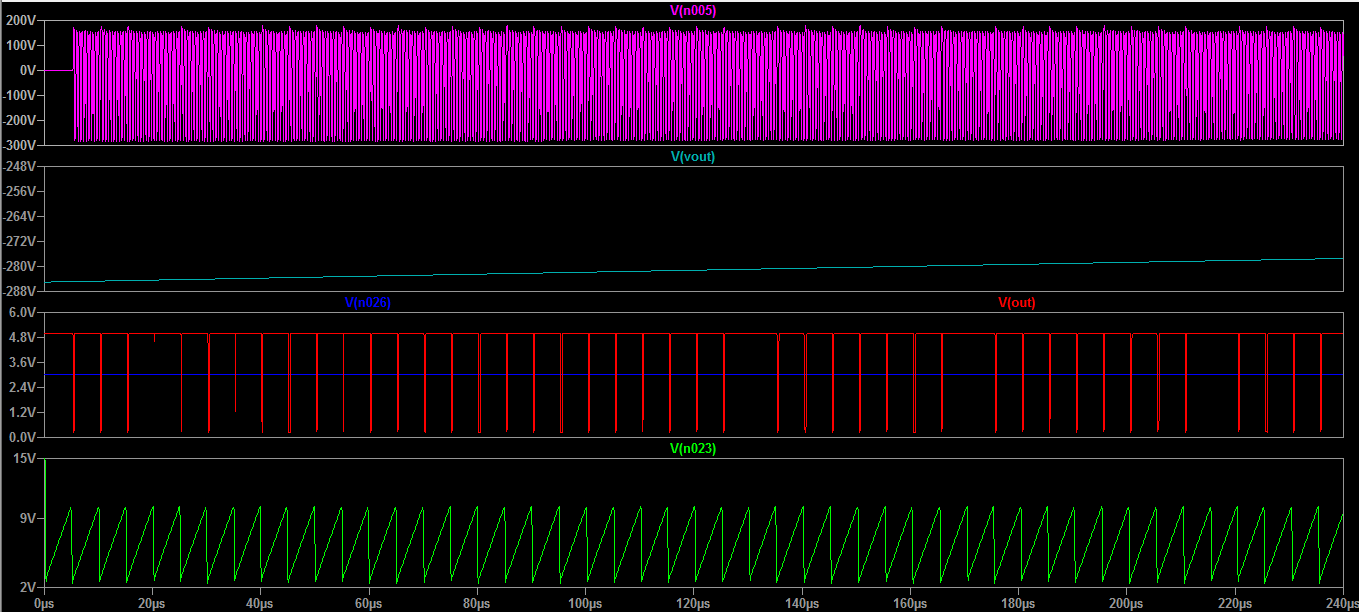 V(n005)
200V
100V
0V
-100V
-200V
-300V
V(vout)
-248V
-256V
-264V
-272V
-280V
-288V
V(n026) V(out)
6.0V
4.8V
3.6V
2.4V
1.2V
0.0V
V(n023)
15V
9V
2V
0µs 20µs 40µs 60µs 80µs 100µs 120µs 140µs 160µs 180µs 200µs 220µs 240µs